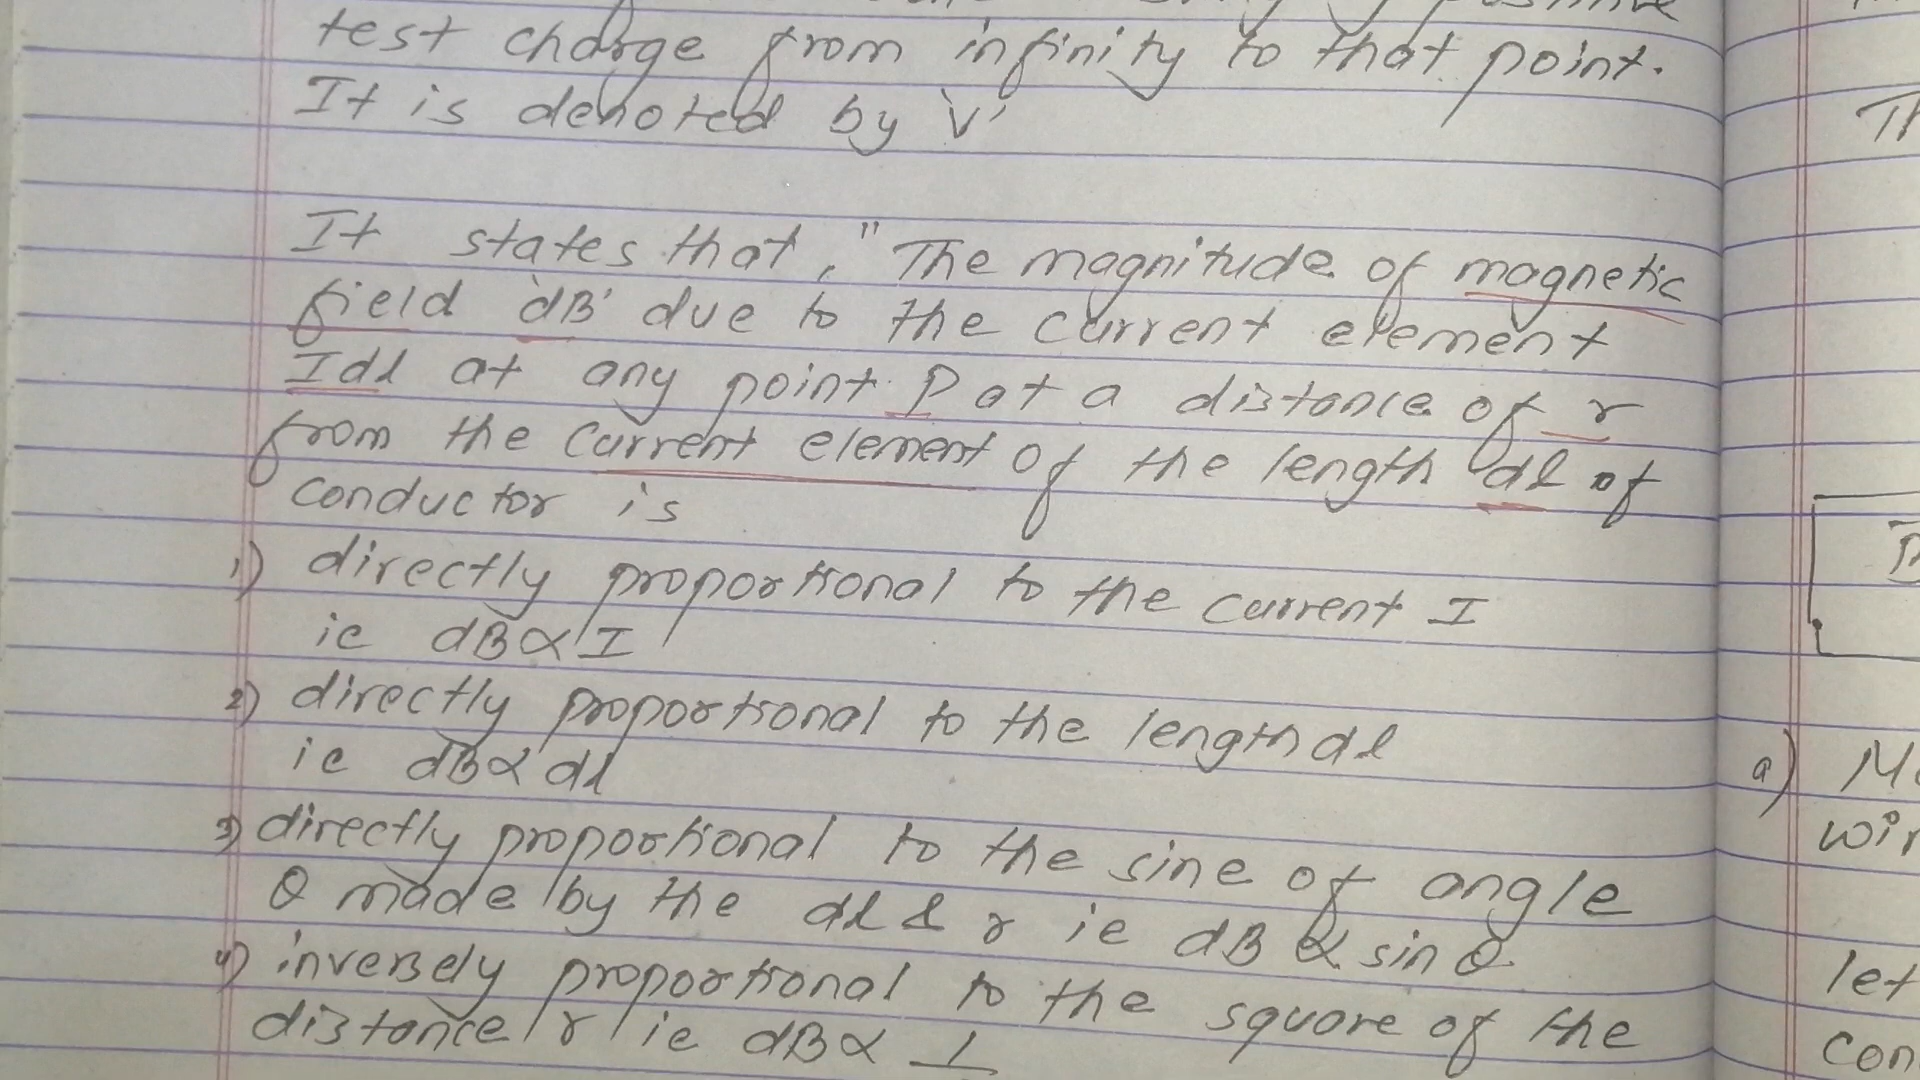 positive
test charge from infinity to that point.
It is denoted by 'V'
It states that, "The magnitude of magnetic
field 'dB' due to the current element
Idl at any point P at a distance of r
from the current element of the length dl of
conductor is
1) directly proportional to the current I
ie dB ∝ I
2) directly proportional to the length dl
ie dB ∝ dl
3) directly proportional to the sine of angle
θ made by the dl & r ie dB ∝ sin θ
4) inversely proportional to the square of the
distance r ie dB ∝ 1
a)
let